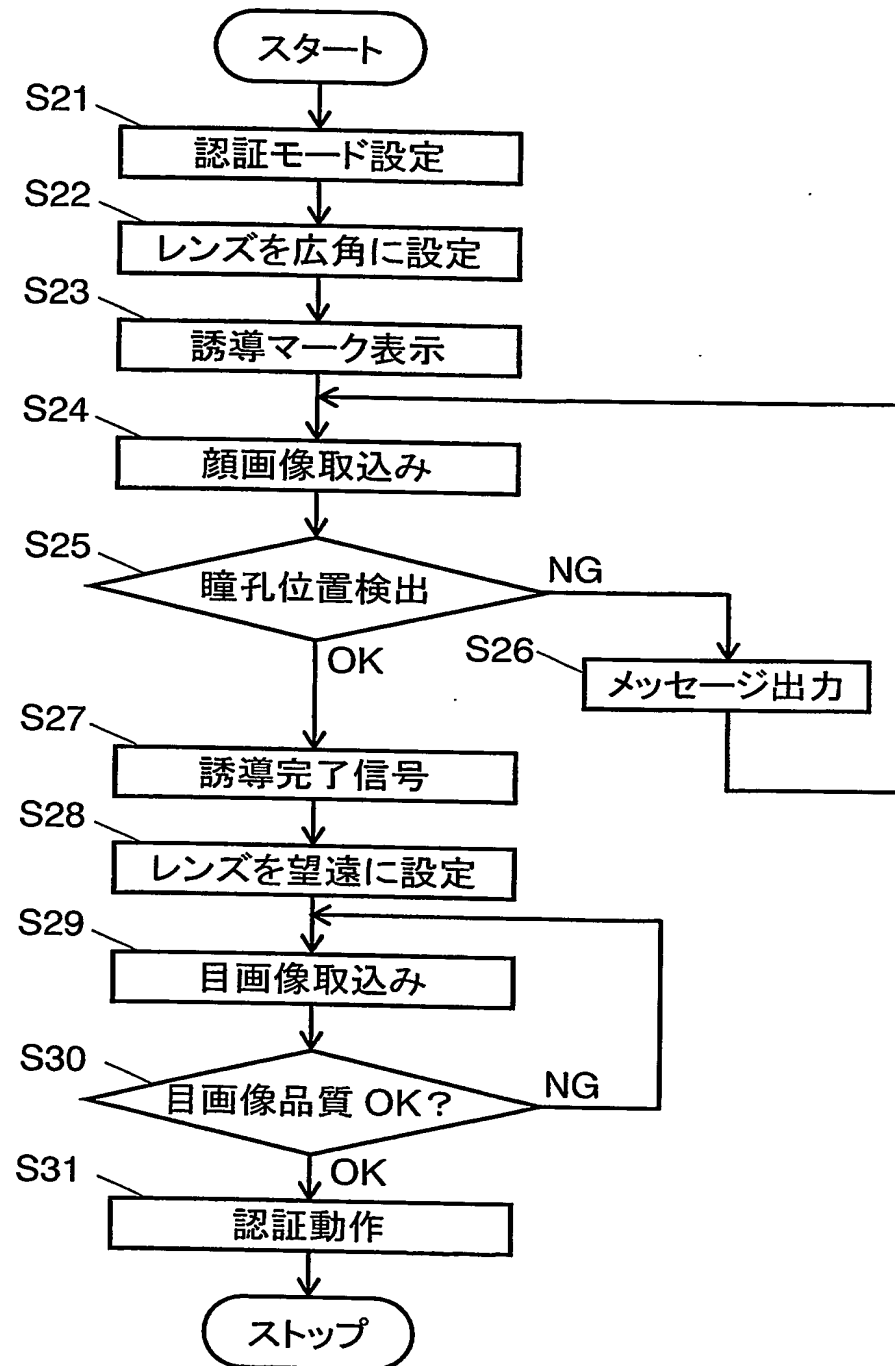 スタート
S21
認証モード設定
S22
レンズを広角に設定
S23
誘導マーク表示
S24
顔画像取込み
S25
瞳孔位置検出
NG
OK
S26
メッセージ出力
S27
誘導完了信号
S28
レンズを望遠に設定
S29
目画像取込み
S30
目画像品質 OK?
NG
OK
S31
認証動作
ストップ